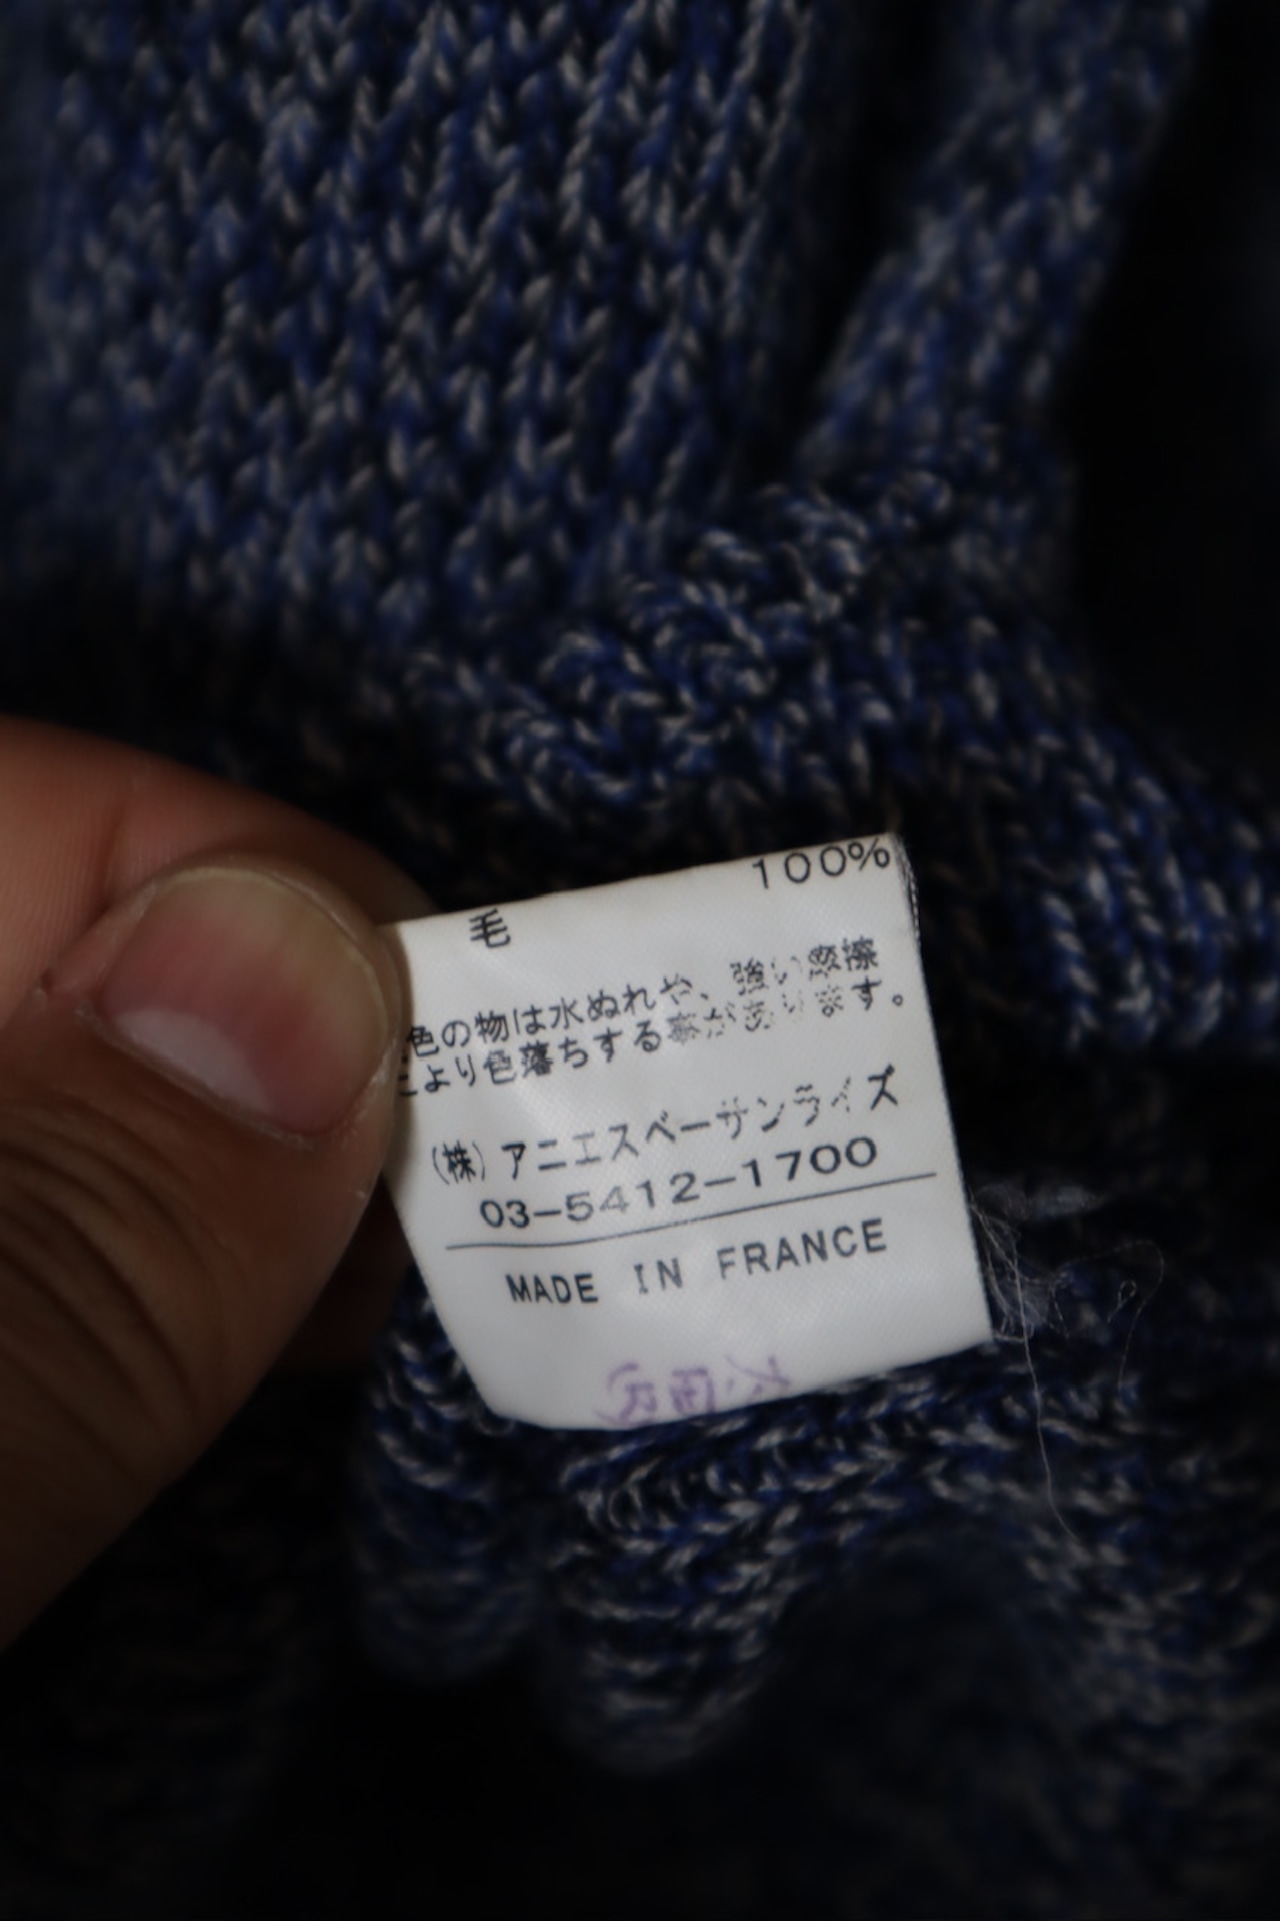 毛 100%
色の物は水ぬれや、強い摩擦
により色落ちする事があります。
(株)アニエスベーサンライズ
03-5412-1700
MADE IN FRANCE